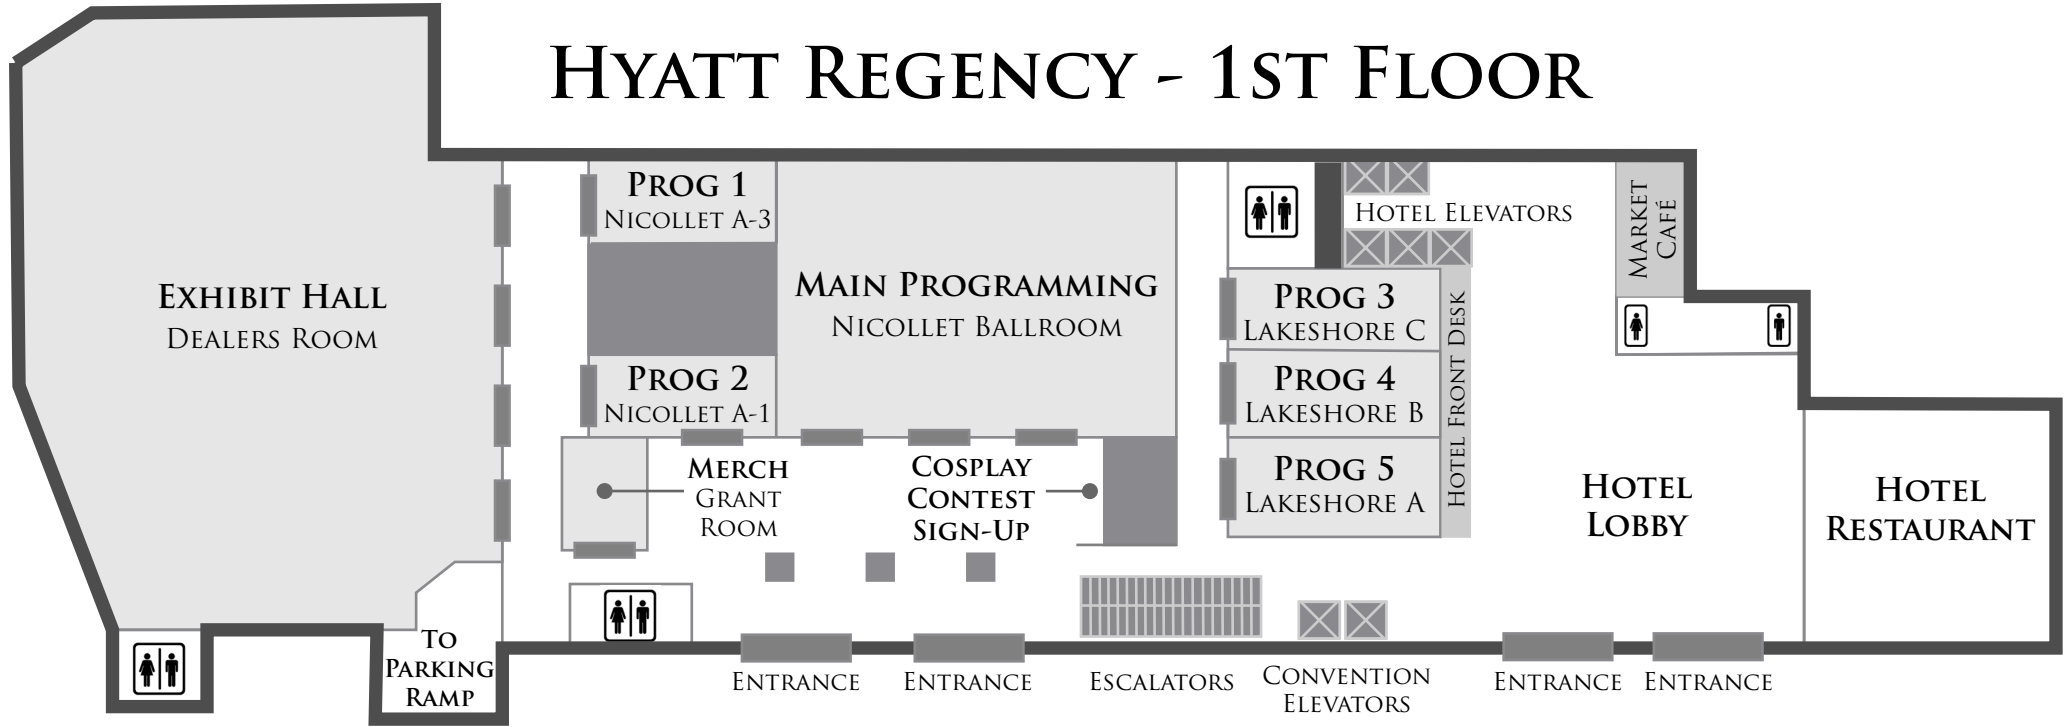 Hyatt Regency - 1st Floor
Exhibit Hall
Dealers Room
Prog 1
Nicollet A-3
Main Programming
Nicollet Ballroom
Prog 2
Nicollet A-1
Merch
Grant
Room
Cosplay
Contest
Sign-Up
Hotel Elevators
Prog 3
Lakeshore C
Prog 4
Lakeshore B
Prog 5
Lakeshore A
Hotel Front Desk
Market
Café
Hotel
Lobby
Hotel
Restaurant
To
Parking
Ramp
Entrance
Entrance
Escalators
Convention
Elevators
Entrance
Entrance